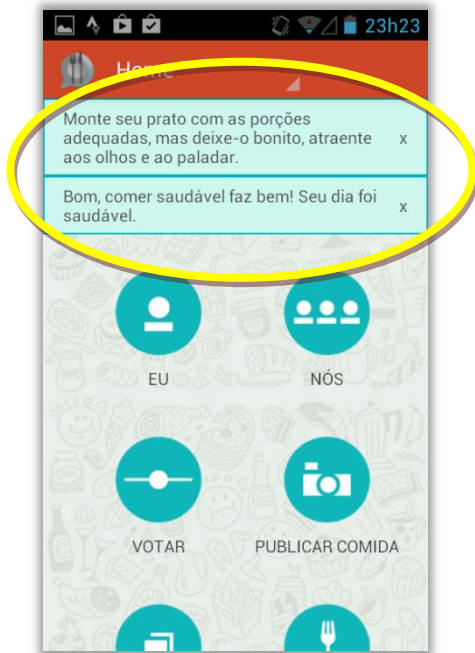 23h23
Home
Monte seu prato com as porções
adequadas, mas deixe-o bonito, atraente
aos olhos e ao paladar.
x
Bom, comer saudável faz bem! Seu dia foi
saudável.
x
EU
NÓS
VOTAR
PUBLICAR COMIDA